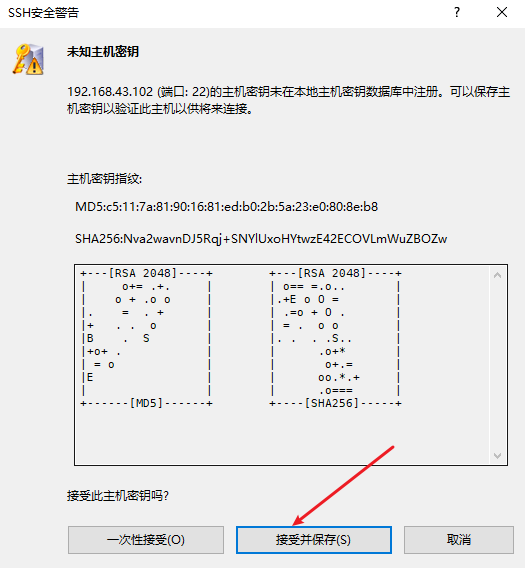 SSH安全警告
?
未知主机密钥
192.168.43.102 (端口: 22)的主机密钥未在本地主机密钥数据库中注册。可以保存主
机密钥以验证此主机以供将来连接。
主机密钥指纹:
MD5:c5:11:7a:81:90:16:81:ed:b0:2b:5a:23:e0:80:8e:b8
SHA256:Nva2wavnDJ5Rqj+SNYlUxoHYtwzE42ECOVLmWuZBOZw
+---[RSA 2048]----+        +---[RSA 2048]----+
|     o+= .+.     |        | o== =.o..       |
|    o + .o o     |        |.+E o O =        |
|.    =  . +      |        | .=o + O .       |
|+   . .  o       |        | = .  o o        |
|B    .  S        |        |. .  . .S..      |
|+o+ .            |        |      .o+*       |
| = o             |        |       o+.=      |
|E                |        |      oo.*.+     |
|                 |        |      .o===      |
+------[MD5]------+        +----[SHA256]-----+
接受此主机密钥吗?
一次性接受(O) 接受并保存(S) 取消